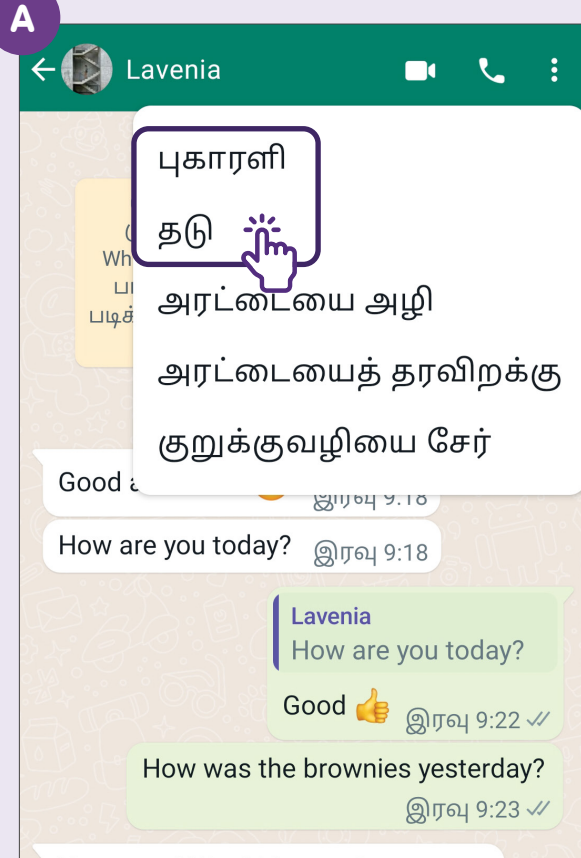 A
Lavenia
புகாரளி
தடு
Wh
அரட்டையை அழி
அரட்டையைத் தரவிறக்கு
குறுக்குவழியை சேர்
Good
இரவு 9:18
How are you today? இரவு 9:18
Lavenia
How are you today?
Good 👍 இரவு 9:22
How was the brownies yesterday?
இரவு 9:23